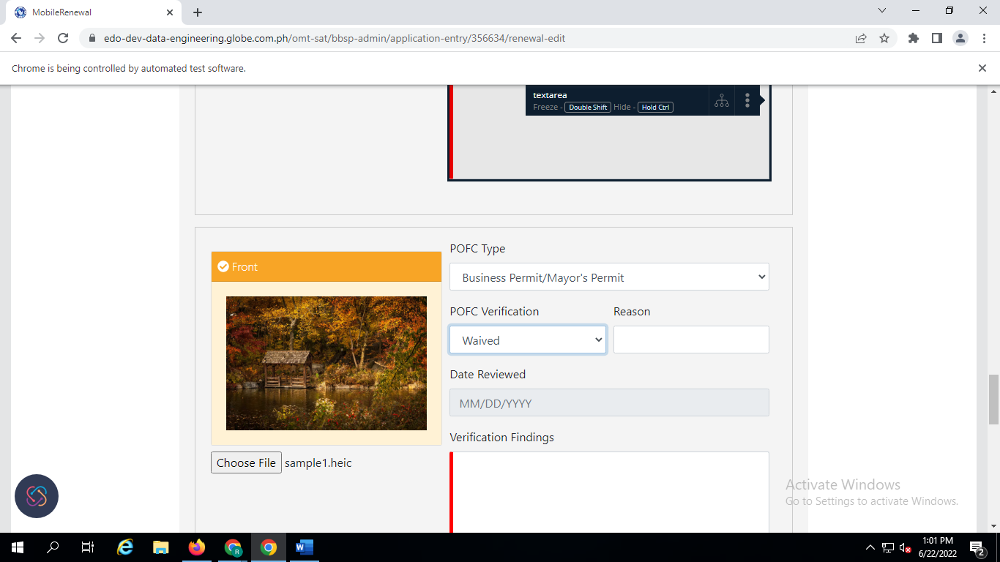 MobileRenewal
edo-dev-data-engineering.globe.com.ph/omt-sat/bbsp-admin/application-entry/356634/renewal-edit
Chrome is being controlled by automated test software.
textarea
Freeze - Double Shift Hide - Hold Ctrl
POFC Type
Front
Business Permit/Mayor's Permit
POFC Verification Reason
Waived
Date Reviewed
MM/DD/YYYY
Verification Findings
Choose File sample1.heic
Activate Windows
Go to Settings to activate Windows.
R
W
1:01 PM
6/22/2022
2